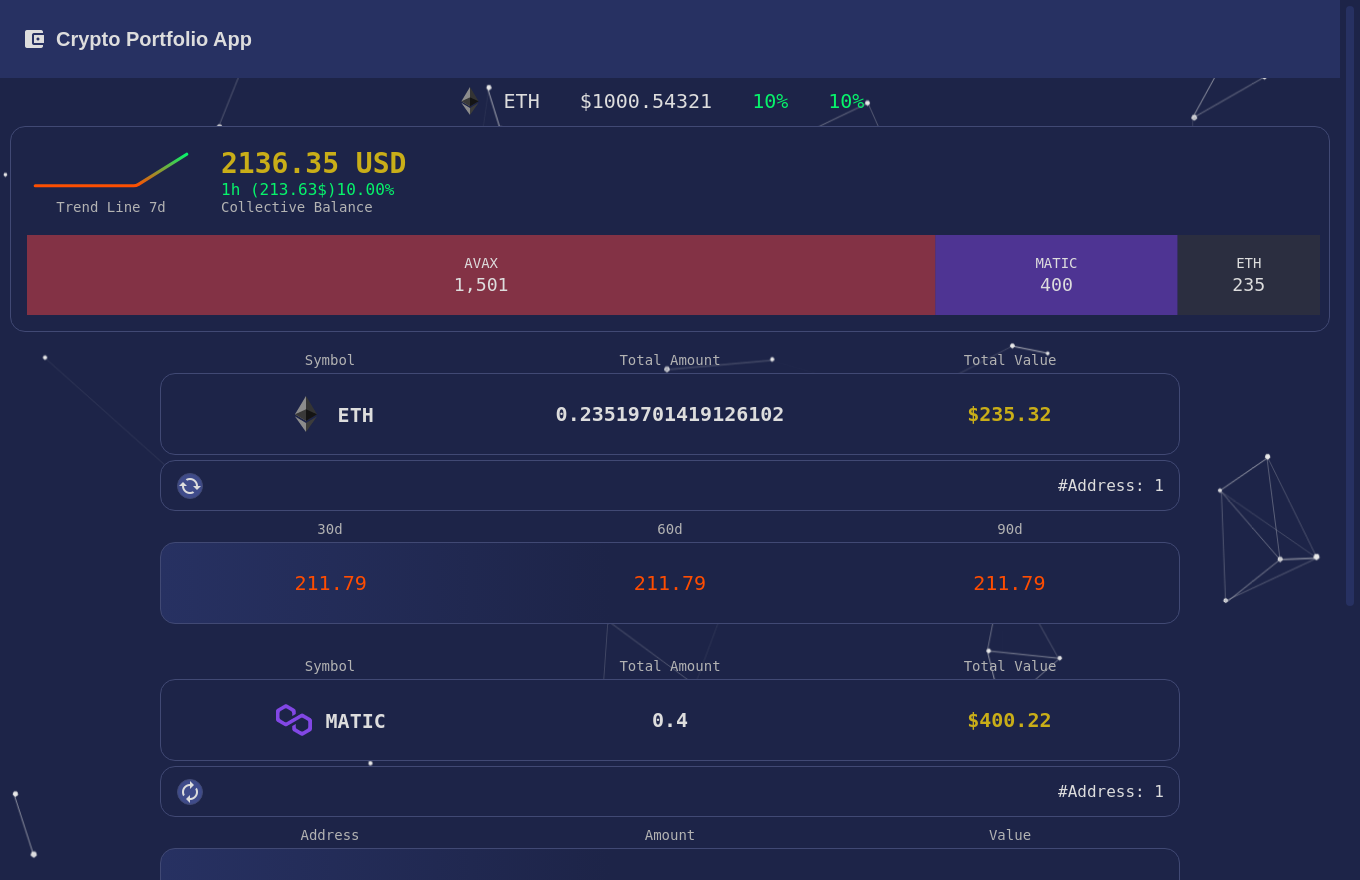 Crypto Portfolio App
ETH $1000.54321 10% 10%
2136.35 USD
1h (213.63$)10.00%
Trend Line 7d Collective Balance
AVAX MATIC ETH
1,501 400 235
Symbol Total Amount Total Value
ETH 0.23519701419126102 $235.32
#Address: 1
30d 60d 90d
211.79 211.79 211.79
Symbol Total Amount Total Value
MATIC 0.4 $400.22
#Address: 1
Address Amount Value